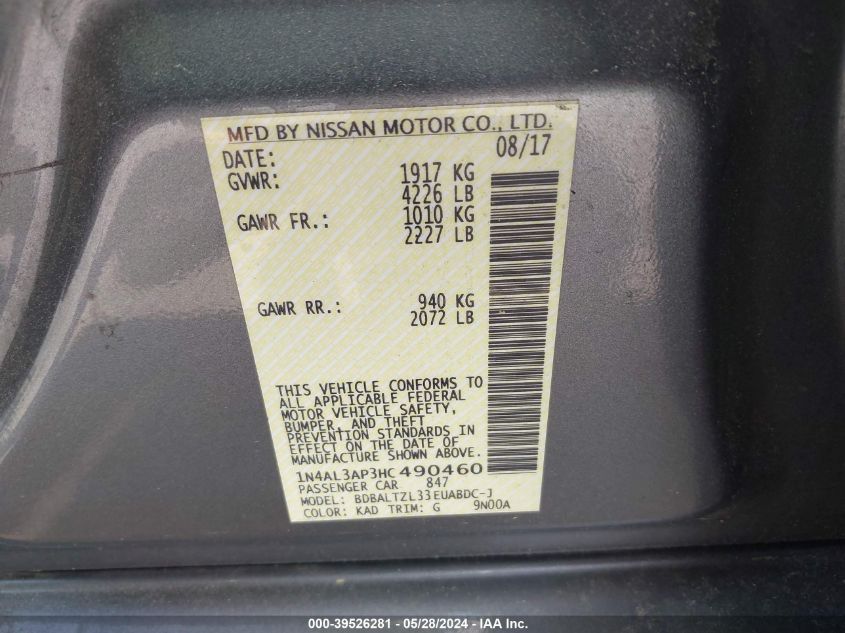 MFD BY NISSAN MOTOR CO., LTD.
DATE: 08/17
GVWR: 1917 KG
4226 LB
GAWR FR.: 1010 KG
2227 LB
GAWR RR.: 940 KG
2072 LB
THIS VEHICLE CONFORMS TO
ALL APPLICABLE FEDERAL
MOTOR VEHICLE SAFETY,
BUMPER, AND THEFT
PREVENTION STANDARDS IN
EFFECT ON THE DATE OF
MANUFACTURE SHOWN ABOVE.
1N4AL3AP3HC490460
PASSENGER CAR 847
MODEL: BDBALTZL33EUABDC-J
COLOR: KAD TRIM: G 9N00A
000-39526281 - 05/28/2024 - IAA Inc.